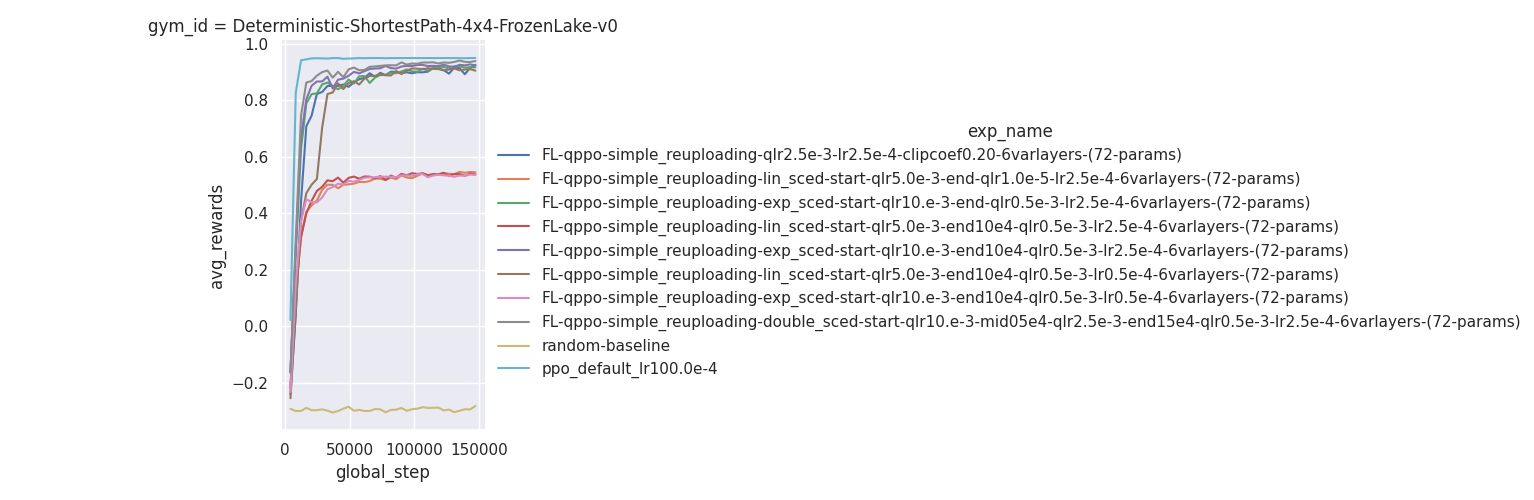 gym_id = Deterministic-ShortestPath-4x4-FrozenLake-v0
1.0
0.8
0.6
0.4
0.2
0.0
−0.2
avg_rewards
0 50000 100000 150000
global_step
exp_name
FL-qppo-simple_reuploading-qlr2.5e-3-lr2.5e-4-clipcoef0.20-6varlayers-(72-params)
FL-qppo-simple_reuploading-lin_sced-start-qlr5.0e-3-end-qlr1.0e-5-lr2.5e-4-6varlayers-(72-params)
FL-qppo-simple_reuploading-exp_sced-start-qlr10.e-3-end-qlr0.5e-3-lr2.5e-4-6varlayers-(72-params)
FL-qppo-simple_reuploading-lin_sced-start-qlr5.0e-3-end10e4-qlr0.5e-3-lr2.5e-4-6varlayers-(72-params)
FL-qppo-simple_reuploading-exp_sced-start-qlr10.e-3-end10e4-qlr0.5e-3-lr2.5e-4-6varlayers-(72-params)
FL-qppo-simple_reuploading-lin_sced-start-qlr5.0e-3-end10e4-qlr0.5e-3-lr0.5e-4-6varlayers-(72-params)
FL-qppo-simple_reuploading-exp_sced-start-qlr10.e-3-end10e4-qlr0.5e-3-lr0.5e-4-6varlayers-(72-params)
FL-qppo-simple_reuploading-double_sced-start-qlr10.e-3-mid05e4-qlr2.5e-3-end15e4-qlr0.5e-3-lr2.5e-4-6varlayers-(72-params)
random-baseline
ppo_default_lr100.0e-4